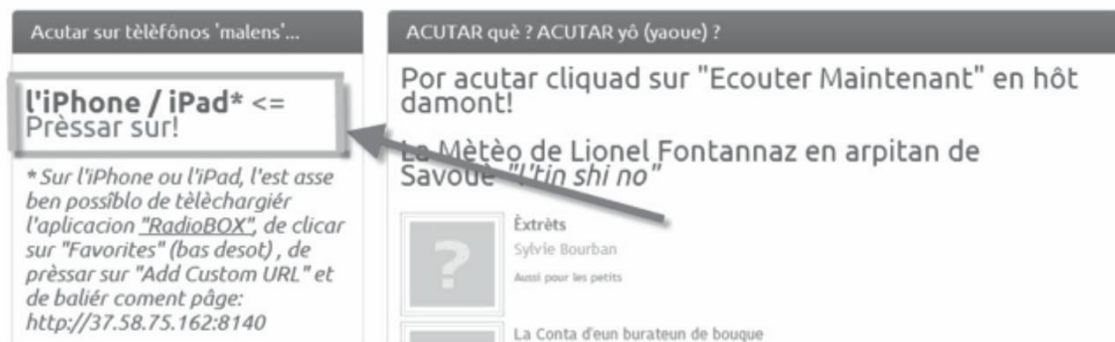 Acutar sur tèlèfônos 'malens'...
l'iPhone / iPad* <=
Prèssar sur!
* Sur l'iPhone ou l'iPad, l'est asse
ben possîblo de tèlèchargiér
l'aplicacion "RadioBOX", de clicar
sur "Favorites" (bas desot) , de
prèssar sur "Add Custom URL" et
de baliér coment pâge:
http://37.58.75.162:8140
ACUTAR què ? ACUTAR yô (yaoue) ?
Por acutar cliquad sur "Ecouter Maintenant" en hôt
damont!
La Mètèo de Lionel Fontannaz en arpitan de
Savouè "l'tin shi no"
Èxtrèts
Sylvie Bourban
Aussi pour les petits
La Conta d'eun burateun de bouque